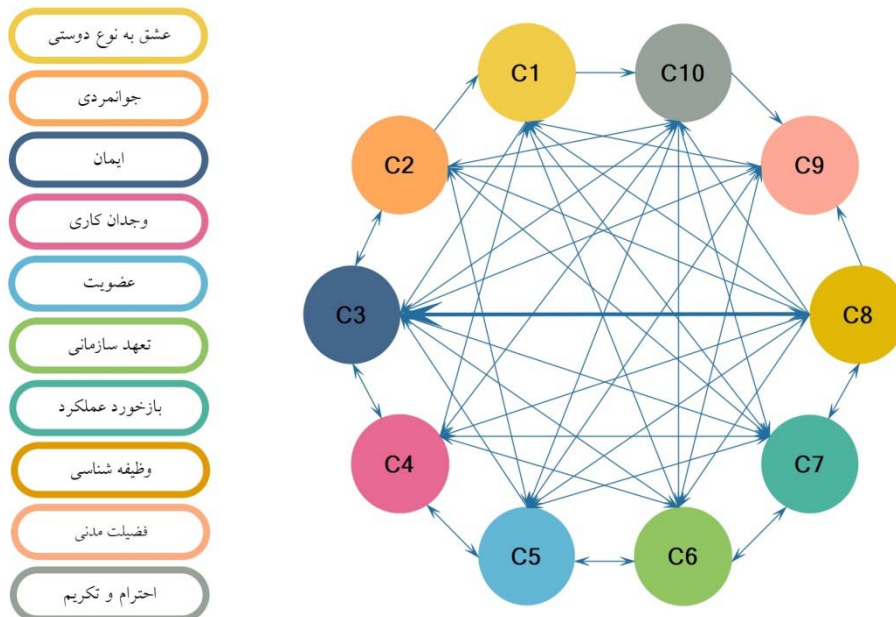 عشق به نوع دوستی
جوانمردی
ایمان
وجدان کاری
عضویت
تعهد سازمانی
بازخورد عملکرد
وظیفه شناسی
فضیلت مدنی
احترام و تکریم
C1
C10
C2
C9
C3
C8
C4
C7
C5
C6